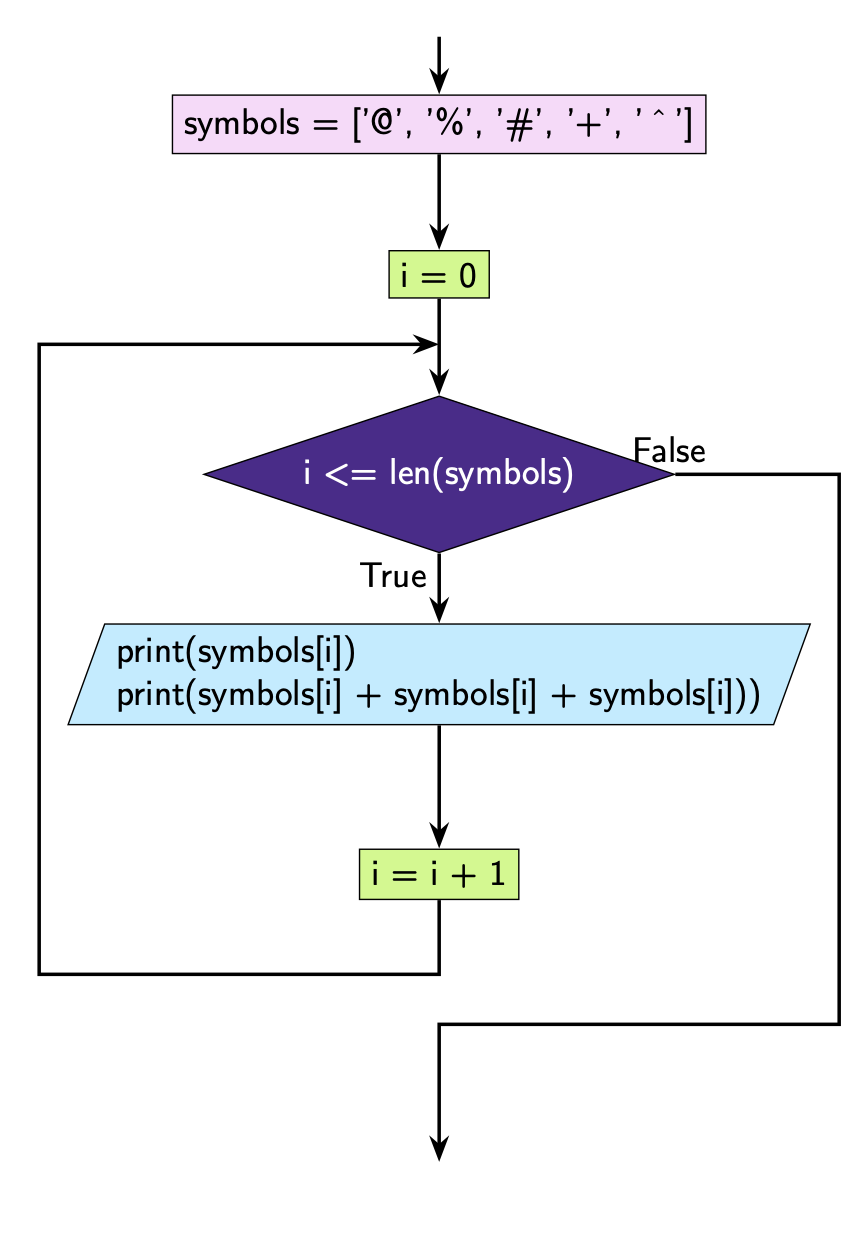 symbols = ['@', '%', '#', '+', ' ^ ']
i = 0
i <= len(symbols)
False
True
print(symbols[i])
print(symbols[i] + symbols[i] + symbols[i]))
i = i + 1